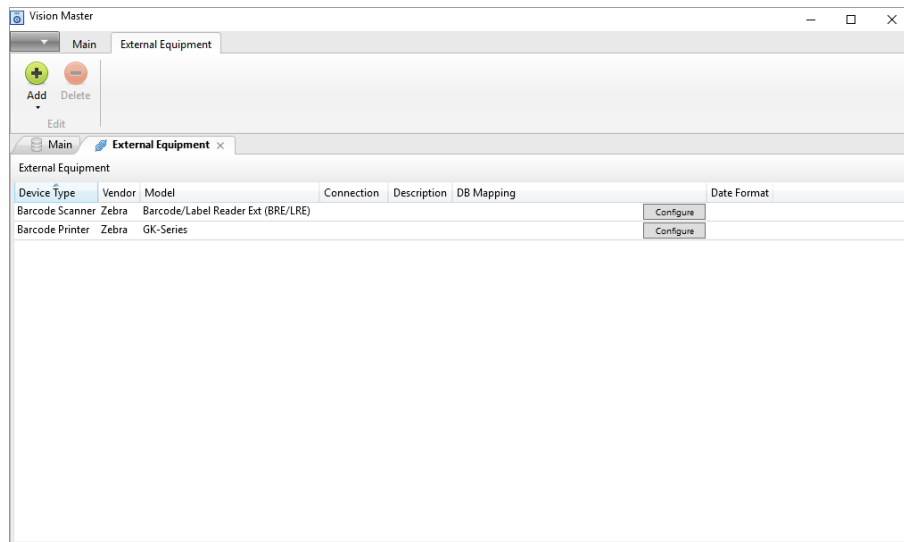 Vision Master
Main External Equipment
Add Delete
Edit
Main External Equipment
External Equipment
Device Type Vendor Model Connection Description DB Mapping Date Format
Barcode Scanner Zebra Barcode/Label Reader Ext (BRE/LRE) Configure
Barcode Printer Zebra GK-Series Configure